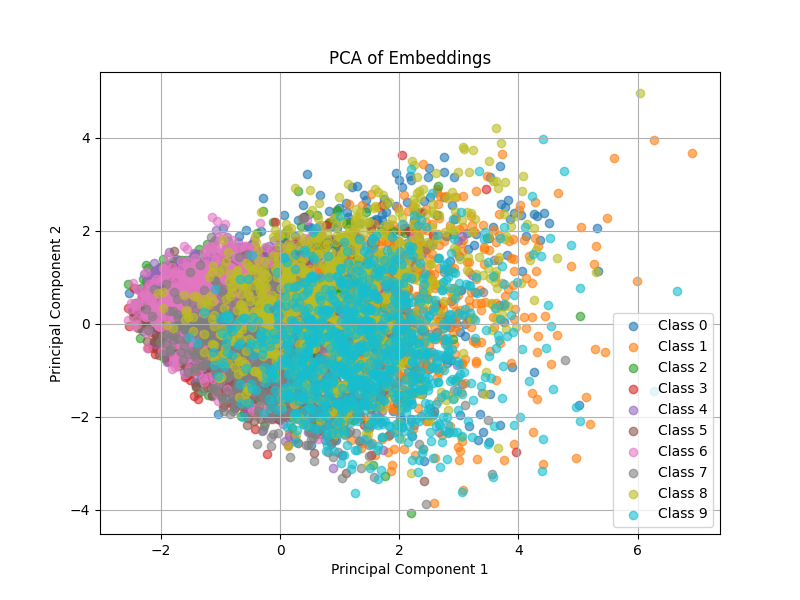 PCA of Embeddings
Principal Component 2
4
2
0
−2
−4
−2 0 2 4 6
Principal Component 1
Class 0
Class 1
Class 2
Class 3
Class 4
Class 5
Class 6
Class 7
Class 8
Class 9